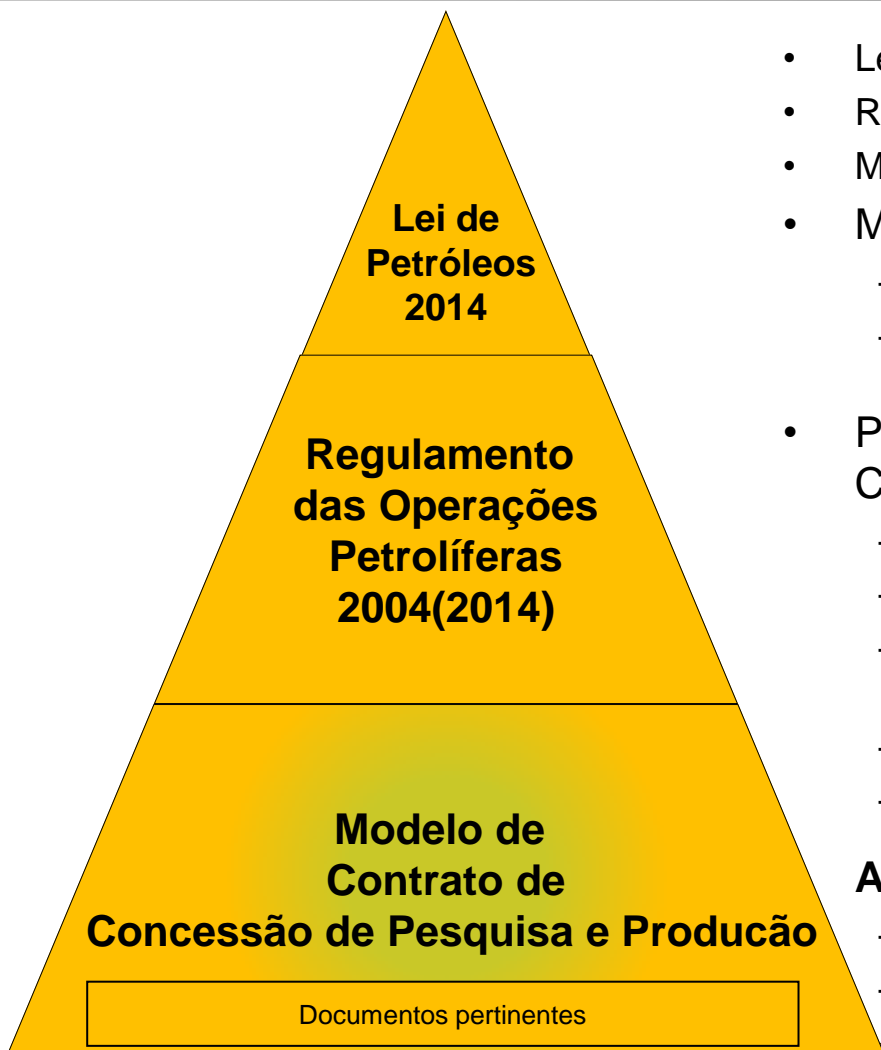 Lei de
Petróleos
2014
Regulamento
das Operações
Petrolíferas
2004(2014)
Modelo de
Contrato de
Concessão de Pesquisa e Producão
Documentos pertinentes